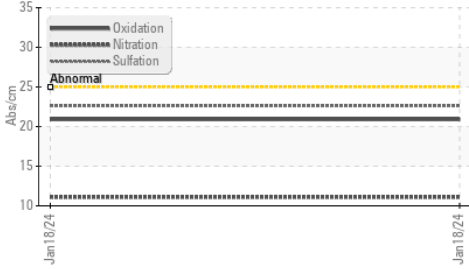 35
30
25
20
15
10
Abs/cm
Oxidation
Nitration
Sulfation
Abnormal
Jan18/24
Jan18/24